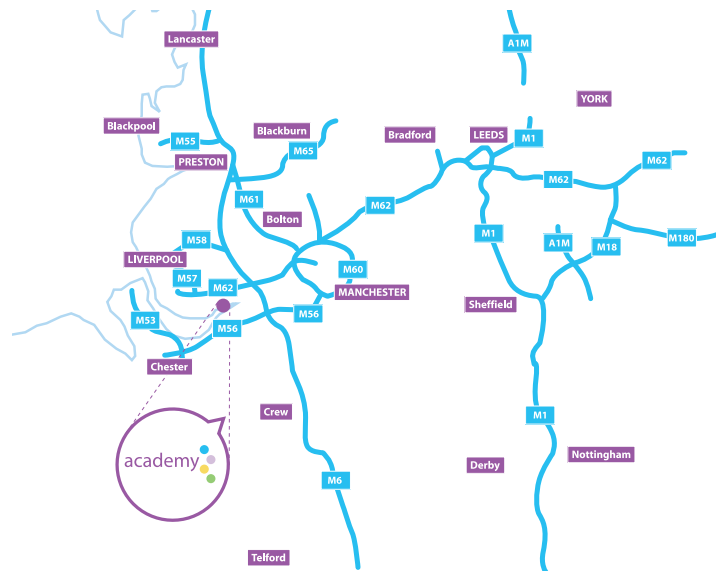 Lancaster
A1M
YORK
Blackpool
M55
Blackburn
M65
Bradford
LEEDS
M1
PRESTON
M62
M62
M61
M62
Bolton
M58
M1
A1M
M18
M180
LIVERPOOL
M57
M62
M60
MANCHESTER
Sheffield
M53
M56
M56
Chester
Crew
M1
academy
Derby
Nottingham
M6
Telford